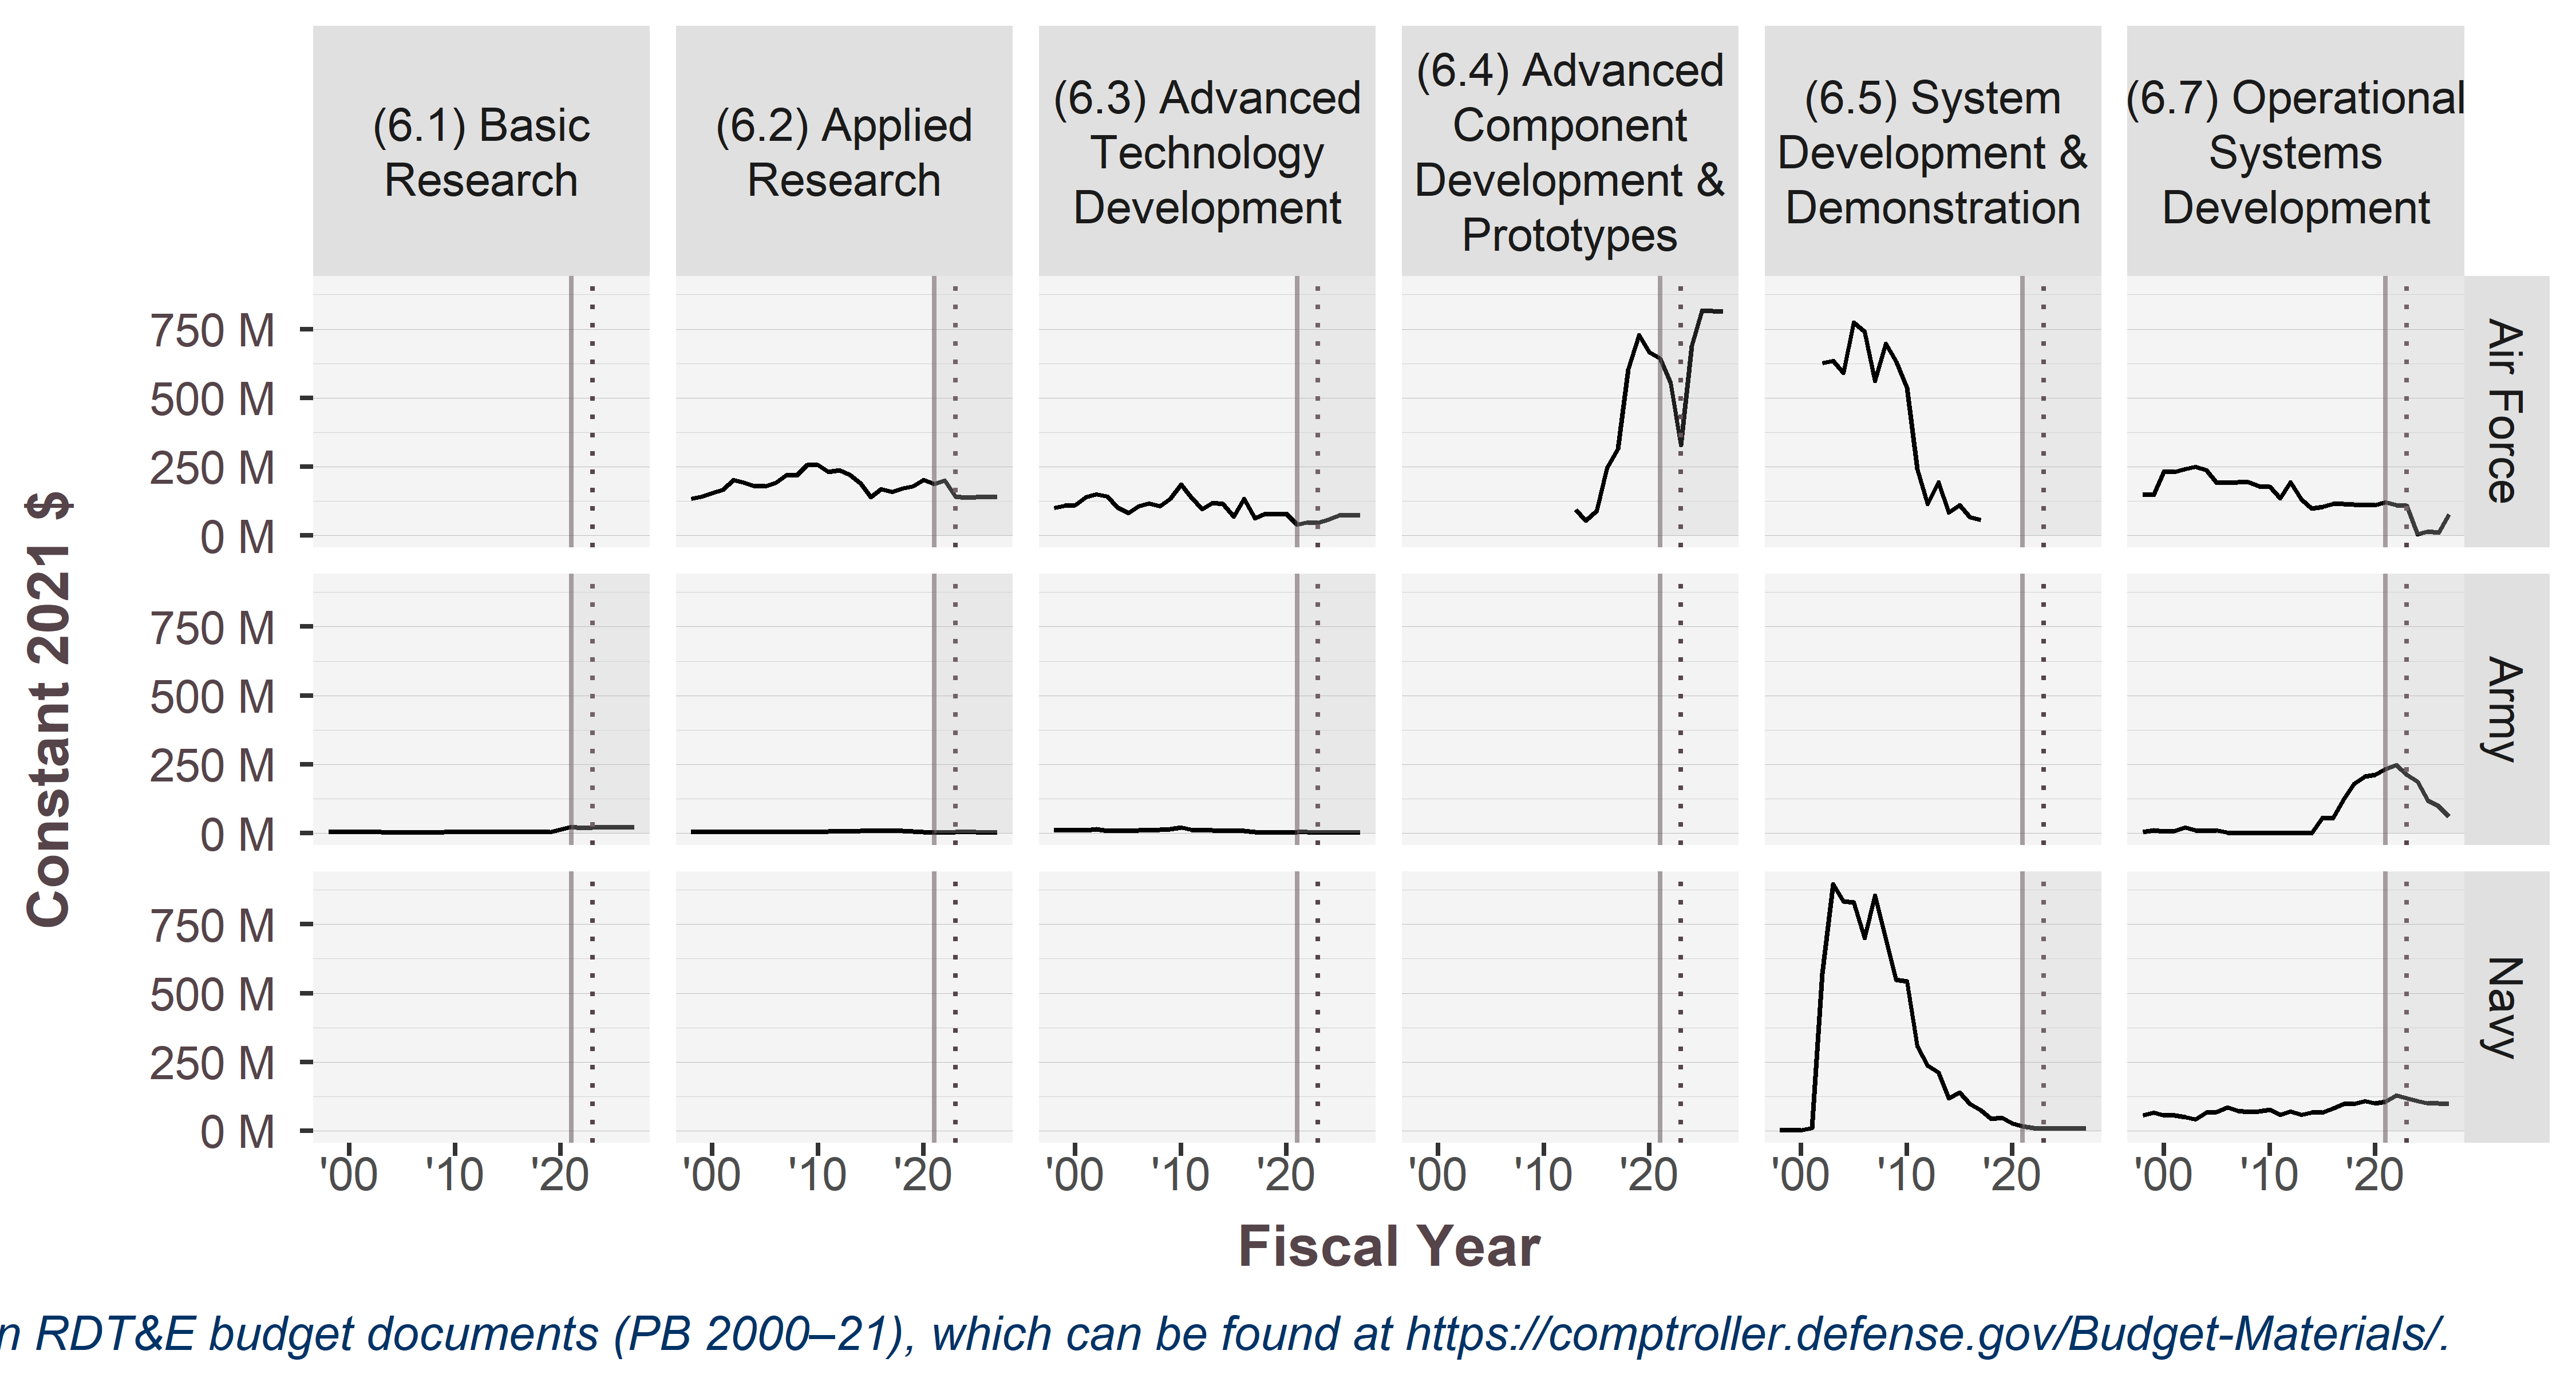 (6.1) Basic
Research
(6.2) Applied
Research
(6.3) Advanced
Technology
Development
(6.4) Advanced
Component
Development &
Prototypes
(6.5) System
Development &
Demonstration
(6.7) Operational
Systems
Development
Constant 2021 $
750 M
500 M
250 M
0 M
Air Force
750 M
500 M
250 M
0 M
Army
750 M
500 M
250 M
0 M
Navy
'00 '10 '20
'00 '10 '20
'00 '10 '20
'00 '10 '20
'00 '10 '20
'00 '10 '20
Fiscal Year
n RDT&E budget documents (PB 2000–21), which can be found at https://comptroller.defense.gov/Budget-Materials/.